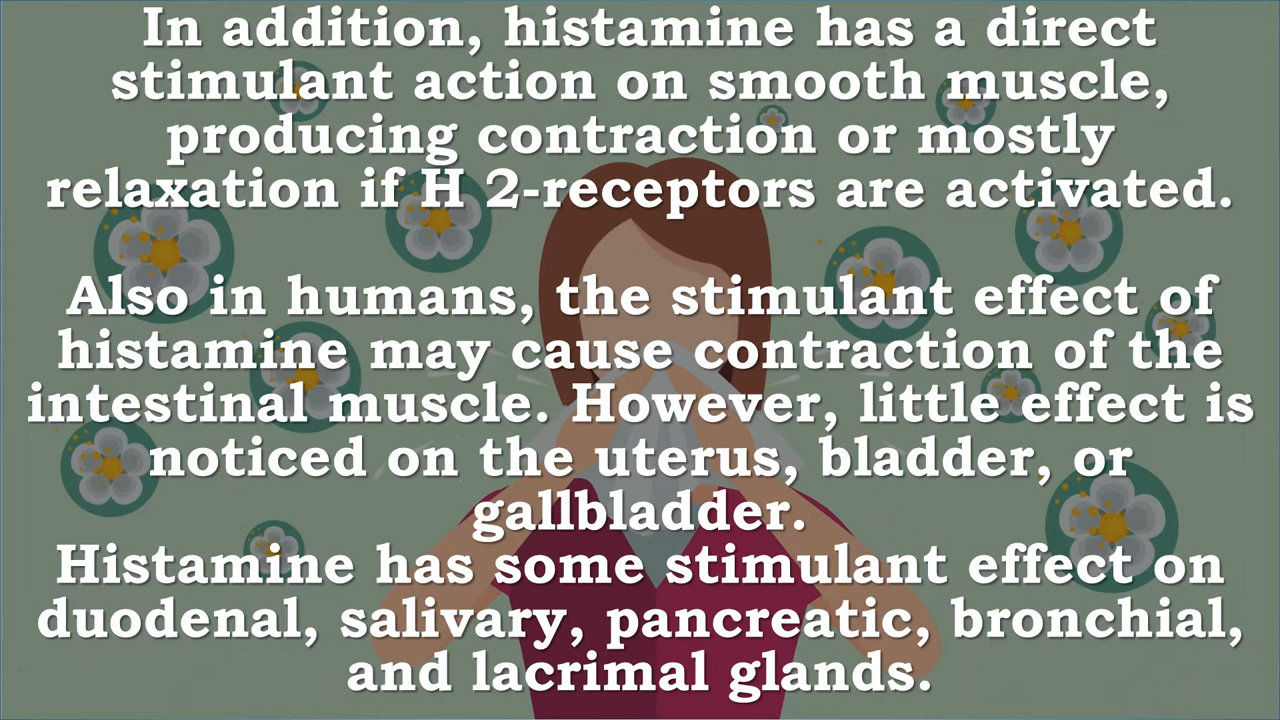 In addition, histamine has a direct
stimulant action on smooth muscle,
producing contraction or mostly
relaxation if H 2-receptors are activated.
Also in humans, the stimulant effect of
histamine may cause contraction of the
intestinal muscle. However, little effect is
noticed on the uterus, bladder, or
gallbladder.
Histamine has some stimulant effect on
duodenal, salivary, pancreatic, bronchial,
and lacrimal glands.